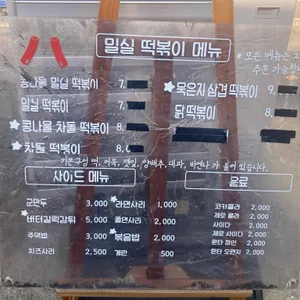 밀실 떡볶이 메뉴
* 모든 메뉴는
주문 가능합
콩나물 밀실 떡볶이 7,
밀실 떡볶이 7,
콩나물 차돌 떡볶이 8,
차돌 떡볶이 8,
묵은지 삼겹 떡볶이 9,
닭 떡볶이
기본구성 떡, 어묵, 깻잎, 양배추, 대파, 비엔나 가 들어 있습니다.
사이드 메뉴
군만두 3,000
버터갈릭감튀 5,000
주먹밥 3,000
치즈사리 2,500
라면사리 1,000
쫄면사리 2,000
볶음밥 2,000
계란 500
음료
코카콜라 2,000
제로 콜라 2,000
사이다 2,000
제로 사이다 2,000
환타 파인 2,000
환타 오렌지 2,000